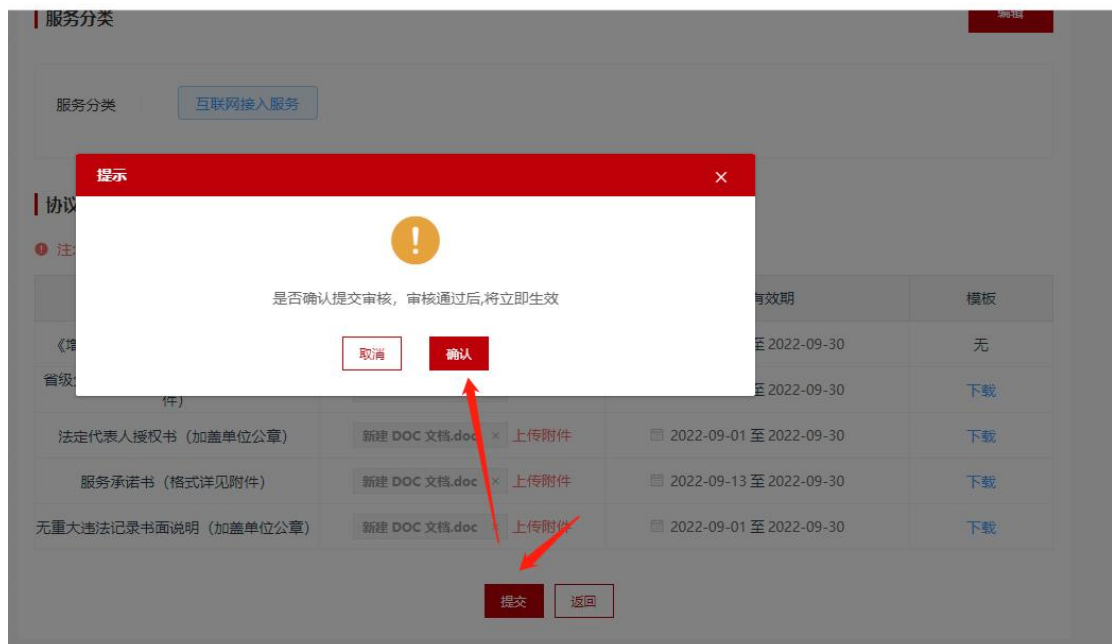 服务分类
编辑
服务分类
互联网接入服务
提示
×
协议
注
是否确认提交审核，审核通过后,将立即生效
有效期
模板
取消
确认
《增
至 2022-09-30
无
省级
件）
至 2022-09-30
下载
法定代表人授权书（加盖单位公章）
新建 DOC 文档.doc × 上传附件
2022-09-01 至 2022-09-30
下载
服务承诺书（格式详见附件）
新建 DOC 文档.doc × 上传附件
2022-09-13 至 2022-09-30
下载
无重大违法记录书面说明（加盖单位公章）
新建 DOC 文档.doc × 上传附件
2022-09-01 至 2022-09-30
下载
提交
返回